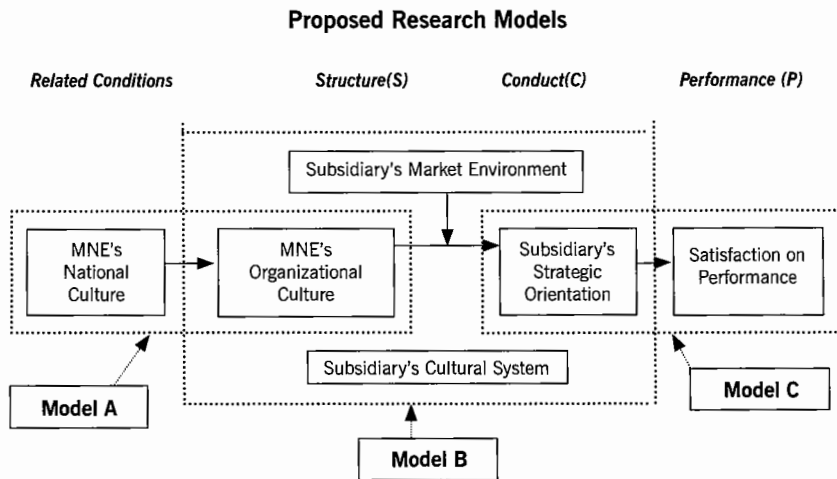 Proposed Research Models
Related Conditions Structure(S) Conduct(C) Performance (P)
Subsidiary's Market Environment
MNE's
National
Culture
MNE's
Organizational
Culture
Subsidiary's
Strategic
Orientation
Satisfaction on
Performance
Subsidiary's Cultural System
Model A
Model B
Model C